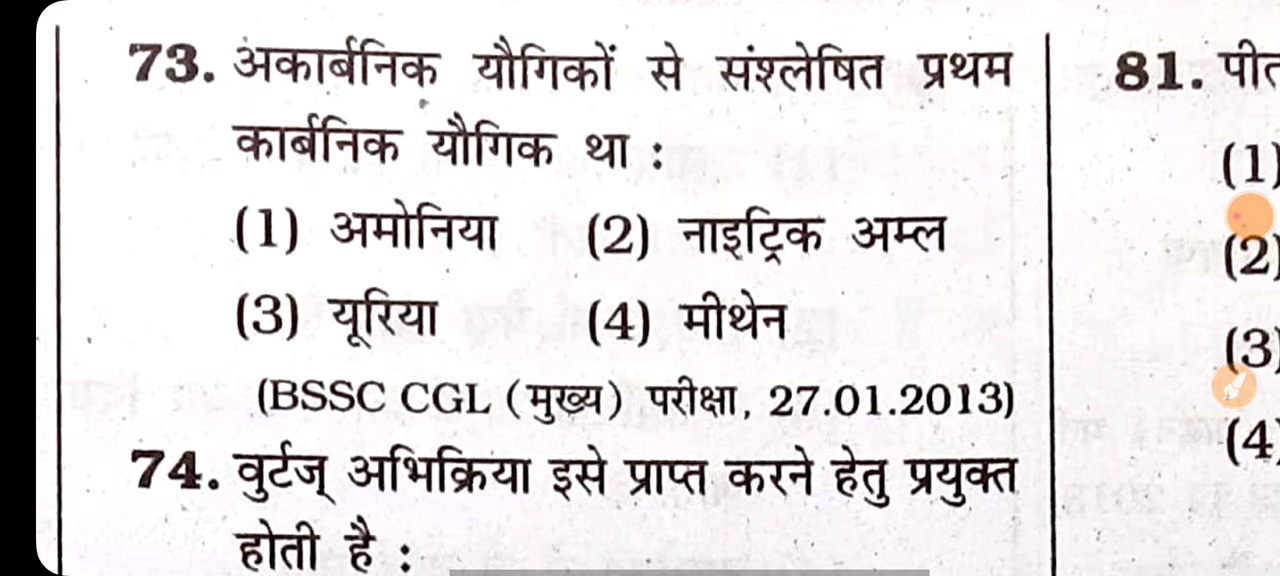 73. अकार्बनिक यौगिकों से संश्लेषित प्रथम
कार्बनिक यौगिक था :
(1) अमोनिया (2) नाइट्रिक अम्ल
(3) यूरिया (4) मीथेन
(BSSC CGL (मुख्य) परीक्षा, 27.01.2013)
74. वुर्टज् अभिक्रिया इसे प्राप्त करने हेतु प्रयुक्त
होती है :
81.
(1)
(2)
(3)
(4)